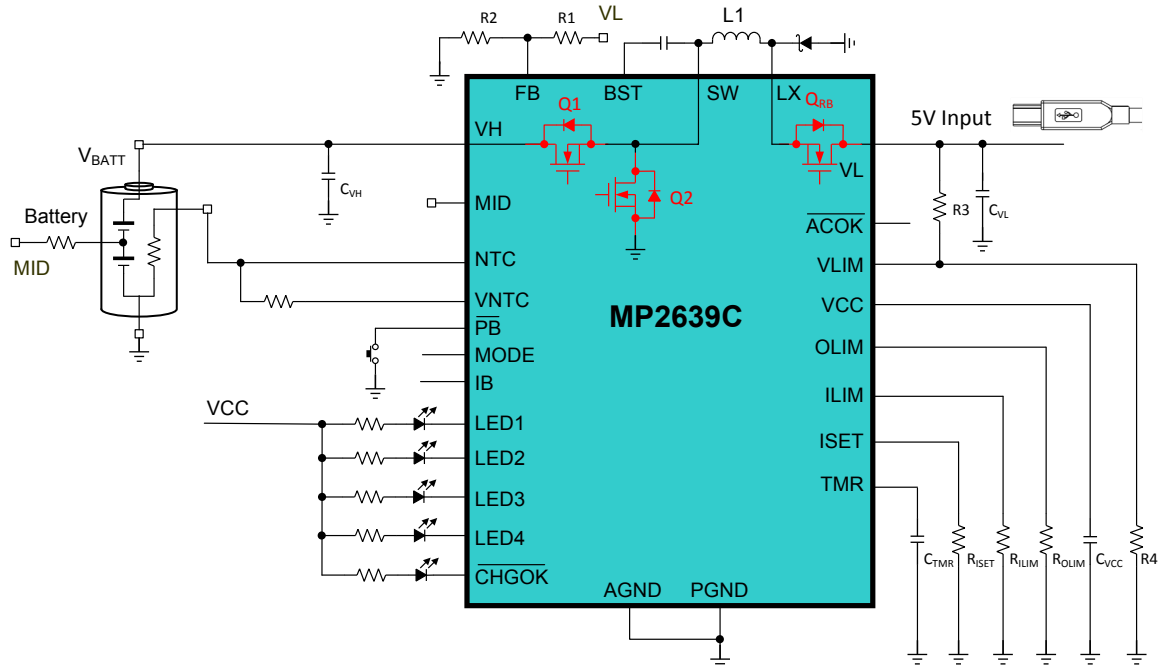 R2
R1
VL
L1
FB
BST
SW
LX
Q1
QRB
5V Input
VH
VL
VBATT
CVH
Q2
MID
R3
CVL
Battery
ACOK
MID
NTC
VLIM
VNTC
VCC
MP2639C
PB
OLIM
MODE
IB
ILIM
VCC
LED1
ISET
LED2
TMR
LED3
LED4
CHGOK
CTMR
RISET
RILIM
ROLIM
CVCC
R4
AGND
PGND